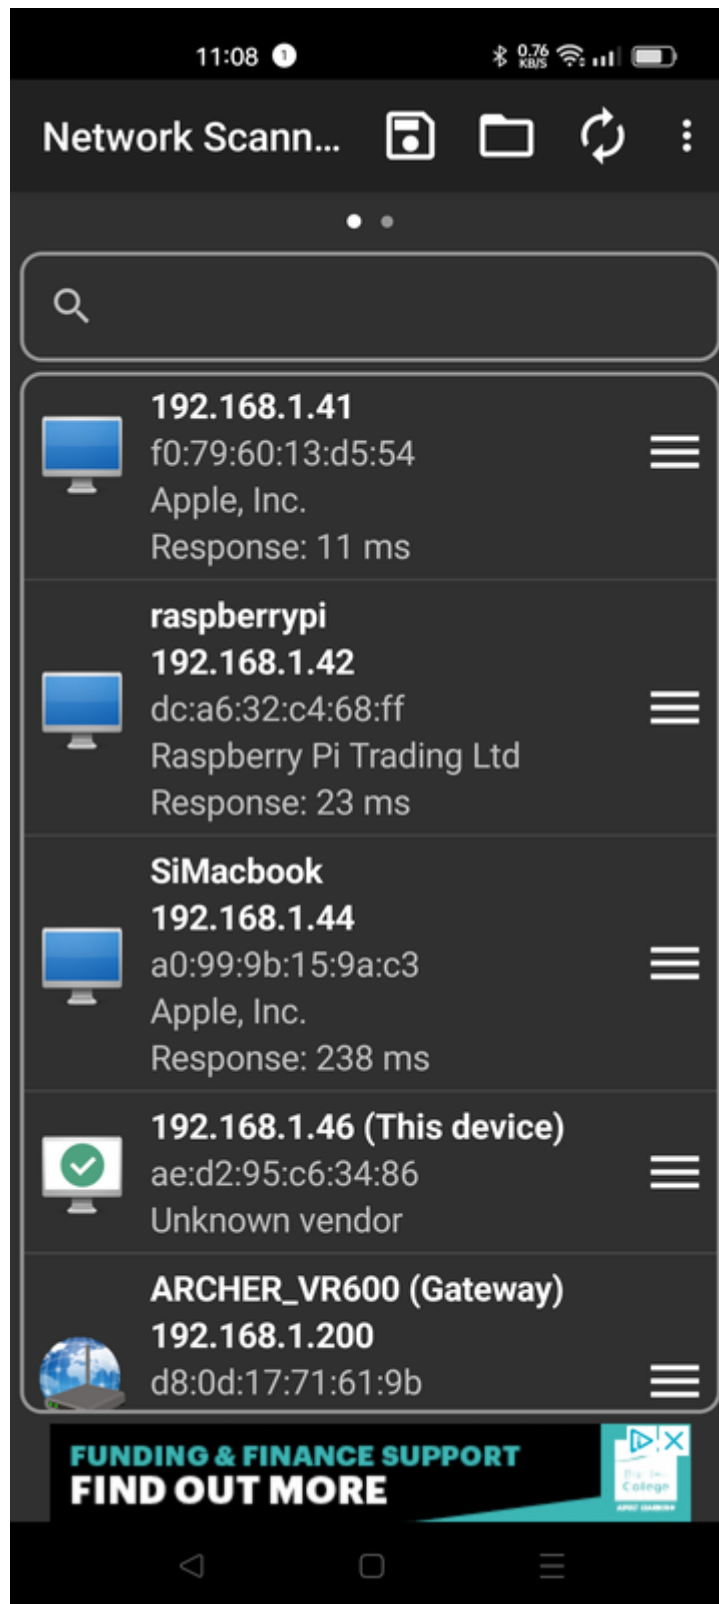 11:08 1
0.76
KB/S
Network Scann...
192.168.1.41
f0:79:60:13:d5:54
Apple, Inc.
Response: 11 ms
raspberrypi
192.168.1.42
dc:a6:32:c4:68:ff
Raspberry Pi Trading Ltd
Response: 23 ms
SiMacbook
192.168.1.44
a0:99:9b:15:9a:c3
Apple, Inc.
Response: 238 ms
192.168.1.46 (This device)
ae:d2:95:c6:34:86
Unknown vendor
ARCHER_VR600 (Gateway)
192.168.1.200
d8:0d:17:71:61:9b
FUNDING & FINANCE SUPPORT
FIND OUT MORE
College